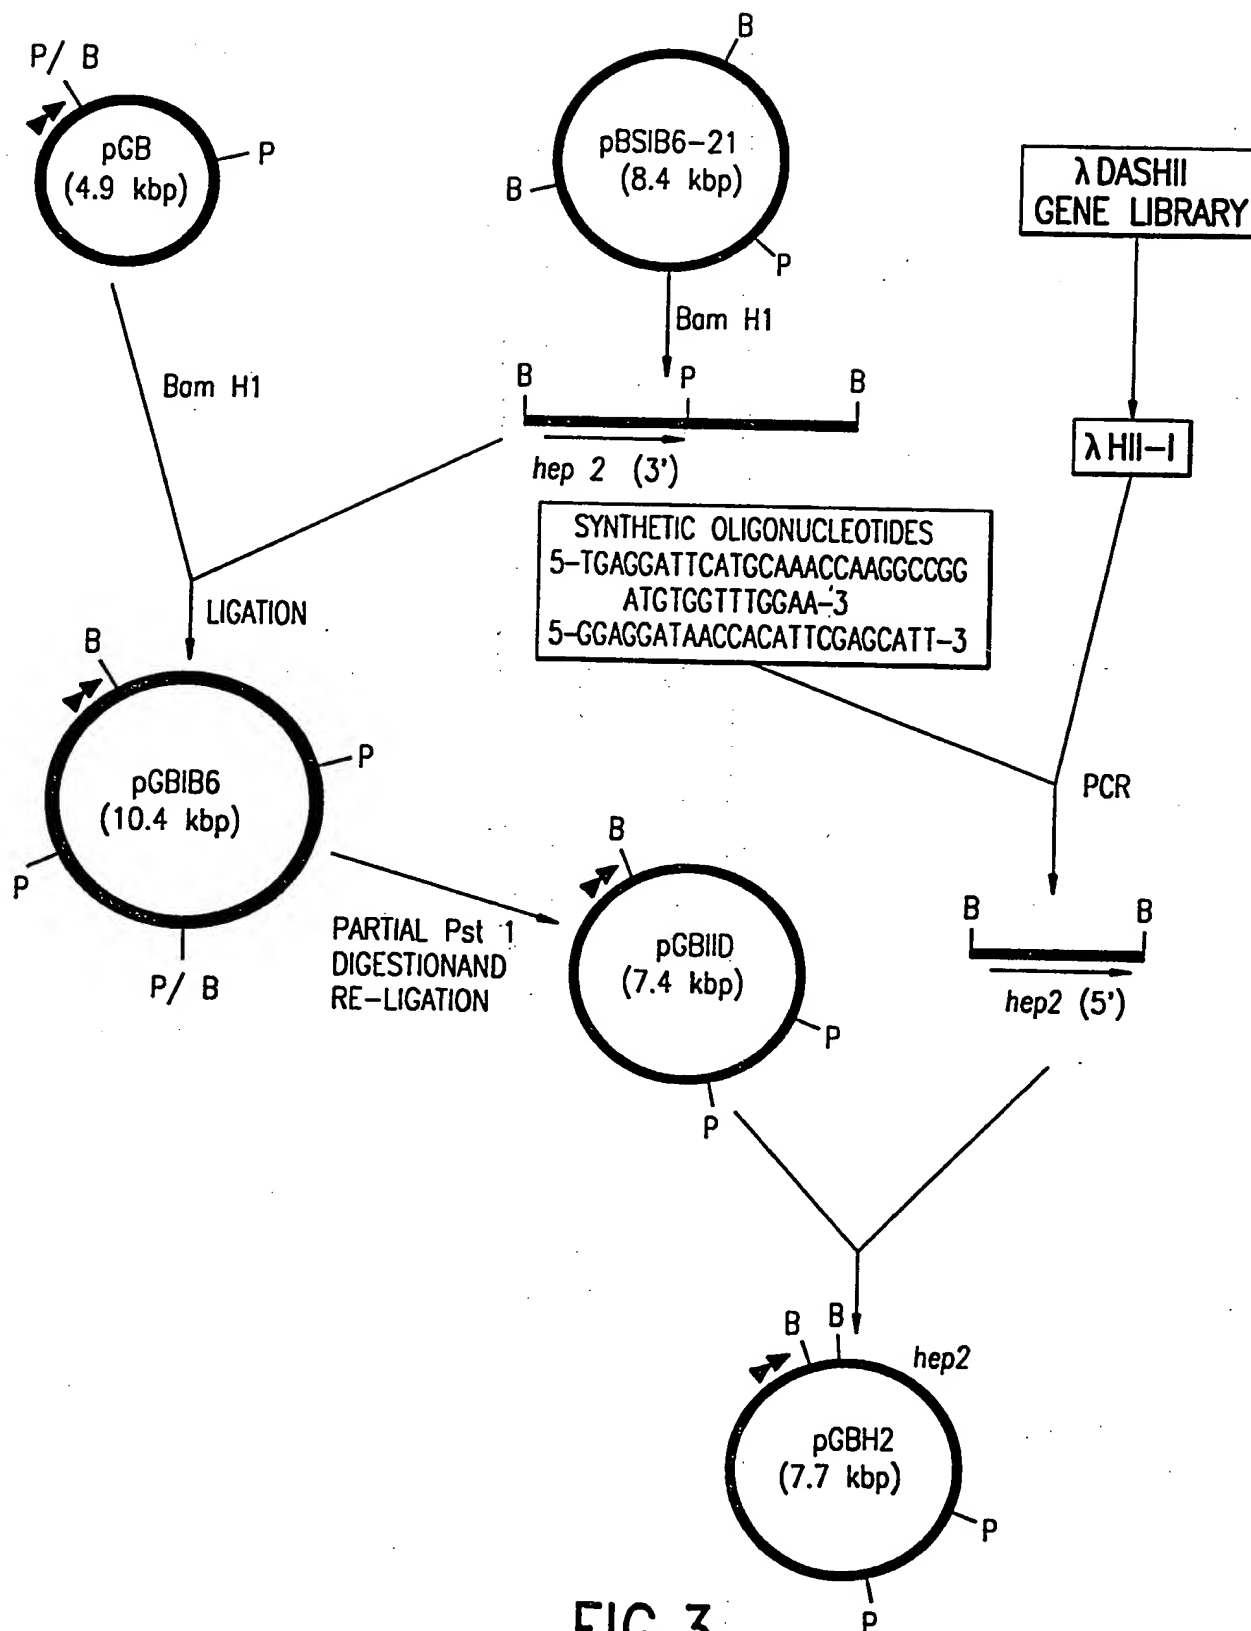 P/ B
pGB
(4.9 kbp)
P
B
pBSIB6-21
(8.4 kbp)
B
P
λ DASHII
GENE LIBRARY
Bam H1
Bam H1
B
P
B
hep 2 (3')
λ HII-I
SYNTHETIC OLIGONUCLEOTIDES
5-TGAGGATTCATGCAAACCAAGGCCGG
ATGTGGTTTGGAA-3
5-GGAGGATAACCACATTCGAGCATT-3
LIGATION
PCR
B
pGBIB6
(10.4 kbp)
P
P
P/ B
PARTIAL Pst 1
DIGESTIONAND
RE-LIGATION
B
pGBIID
(7.4 kbp)
P
P
B
B
hep2 (5')
B
B
hep2
pGBH2
(7.7 kbp)
P
P
FIG. 3